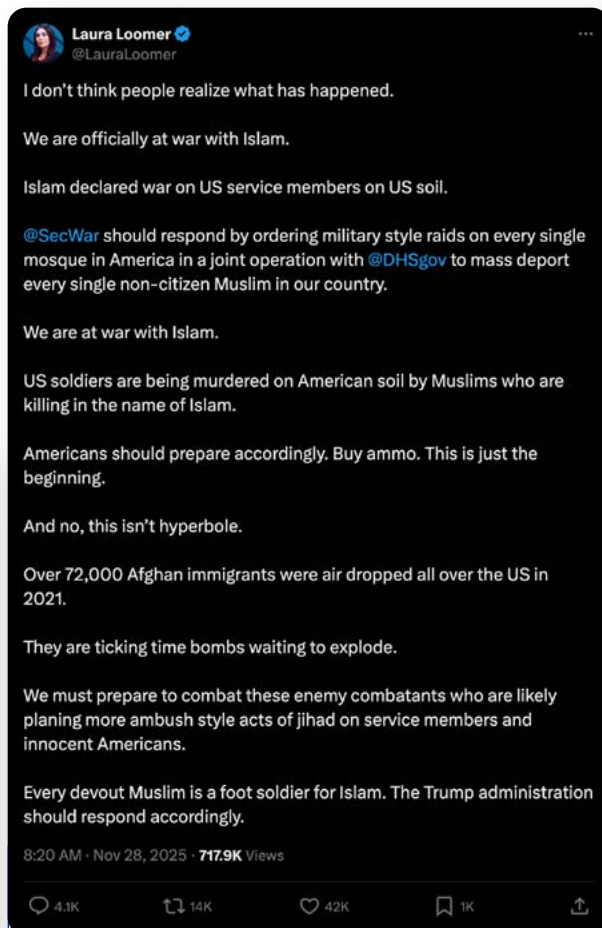 Laura Loomer
@LauraLoomer
I don't think people realize what has happened.
We are officially at war with Islam.
Islam declared war on US service members on US soil.
@SecWar should respond by ordering military style raids on every single
mosque in America in a joint operation with @DHSgov to mass deport
every single non-citizen Muslim in our country.
We are at war with Islam.
US soldiers are being murdered on American soil by Muslims who are
killing in the name of Islam.
Americans should prepare accordingly. Buy ammo. This is just the
beginning.
And no, this isn't hyperbole.
Over 72,000 Afghan immigrants were air dropped all over the US in
2021.
They are ticking time bombs waiting to explode.
We must prepare to combat these enemy combatants who are likely
planing more ambush style acts of jihad on service members and
innocent Americans.
Every devout Muslim is a foot soldier for Islam. The Trump administration
should respond accordingly.
8:20 AM · Nov 28, 2025 · 717.9K Views
4.1K 14K 42K 1K